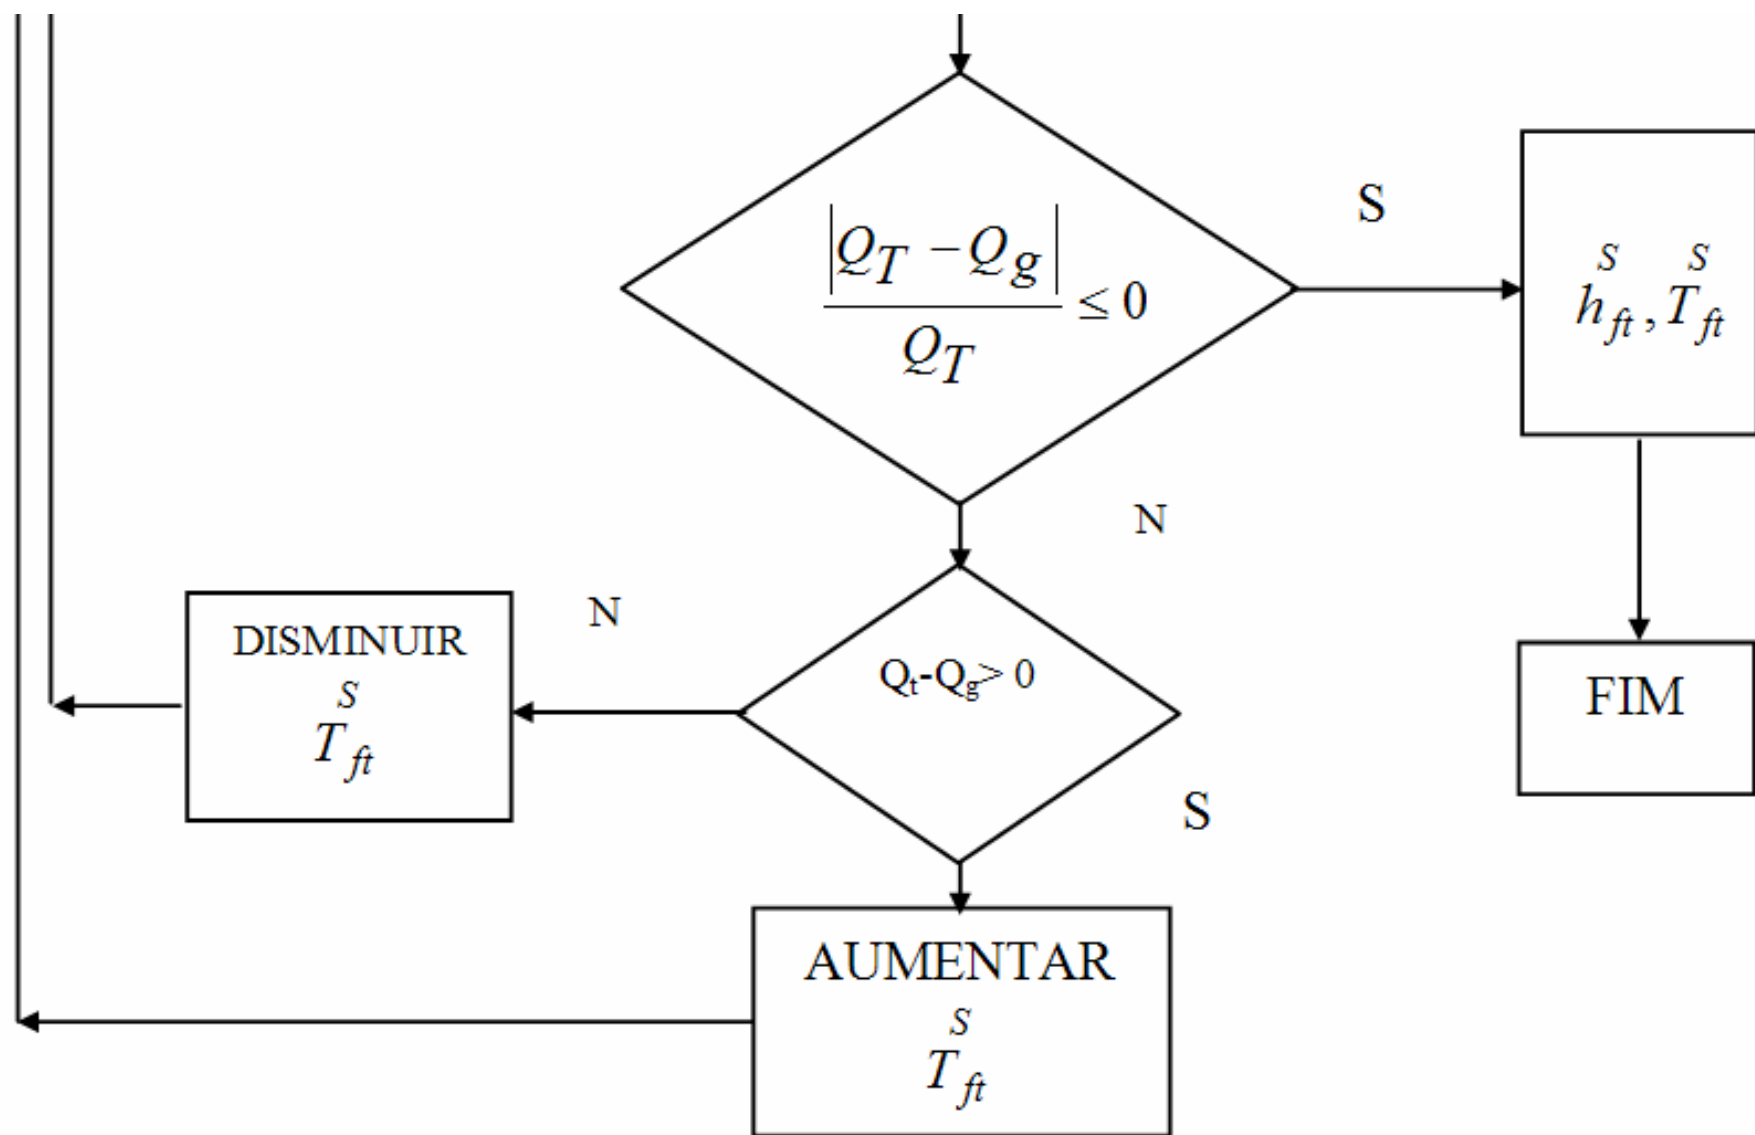 S
|Q_T − Q_g|
Q_T
≤ 0
S S
h_ft , T_ft
N
N
DISMINUIR
S
T_ft
Q_t-Q_g> 0
FIM
S
AUMENTAR
S
T_ft